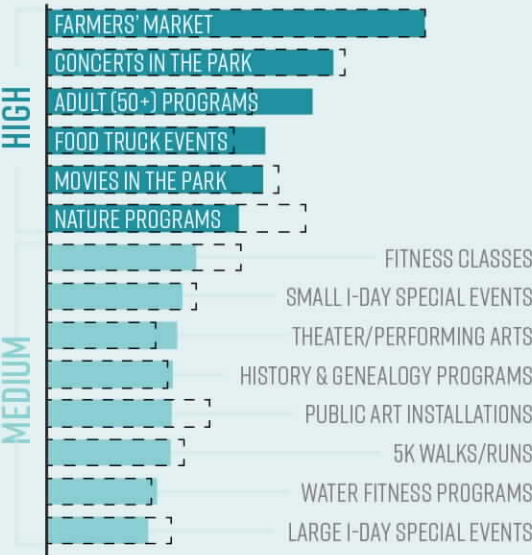 HIGH
FARMERS' MARKET
CONCERTS IN THE PARK
ADULT (50+) PROGRAMS
FOOD TRUCK EVENTS
MOVIES IN THE PARK
NATURE PROGRAMS
MEDIUM
FITNESS CLASSES
SMALL 1-DAY SPECIAL EVENTS
THEATER/PERFORMING ARTS
HISTORY & GENEALOGY PROGRAMS
PUBLIC ART INSTALLATIONS
5K WALKS/RUNS
WATER FITNESS PROGRAMS
LARGE 1-DAY SPECIAL EVENTS